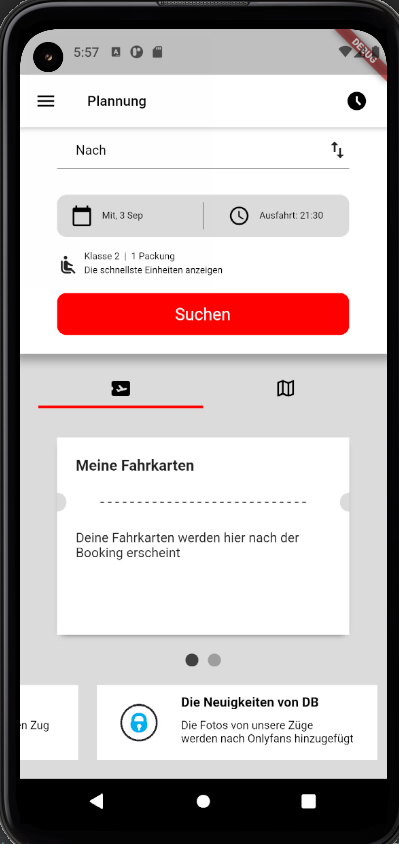 5:57
DEBUG
Plannung
Nach
Mit, 3 Sep
Ausfahrt: 21:30
Klasse 2 | 1 Packung
Die schnellste Einheiten anzeigen
Suchen
Meine Fahrkarten
Deine Fahrkarten werden hier nach der
Booking erscheint
n Zug
Die Neuigkeiten von DB
Die Fotos von unsere Züge
werden nach Onlyfans hinzugefügt